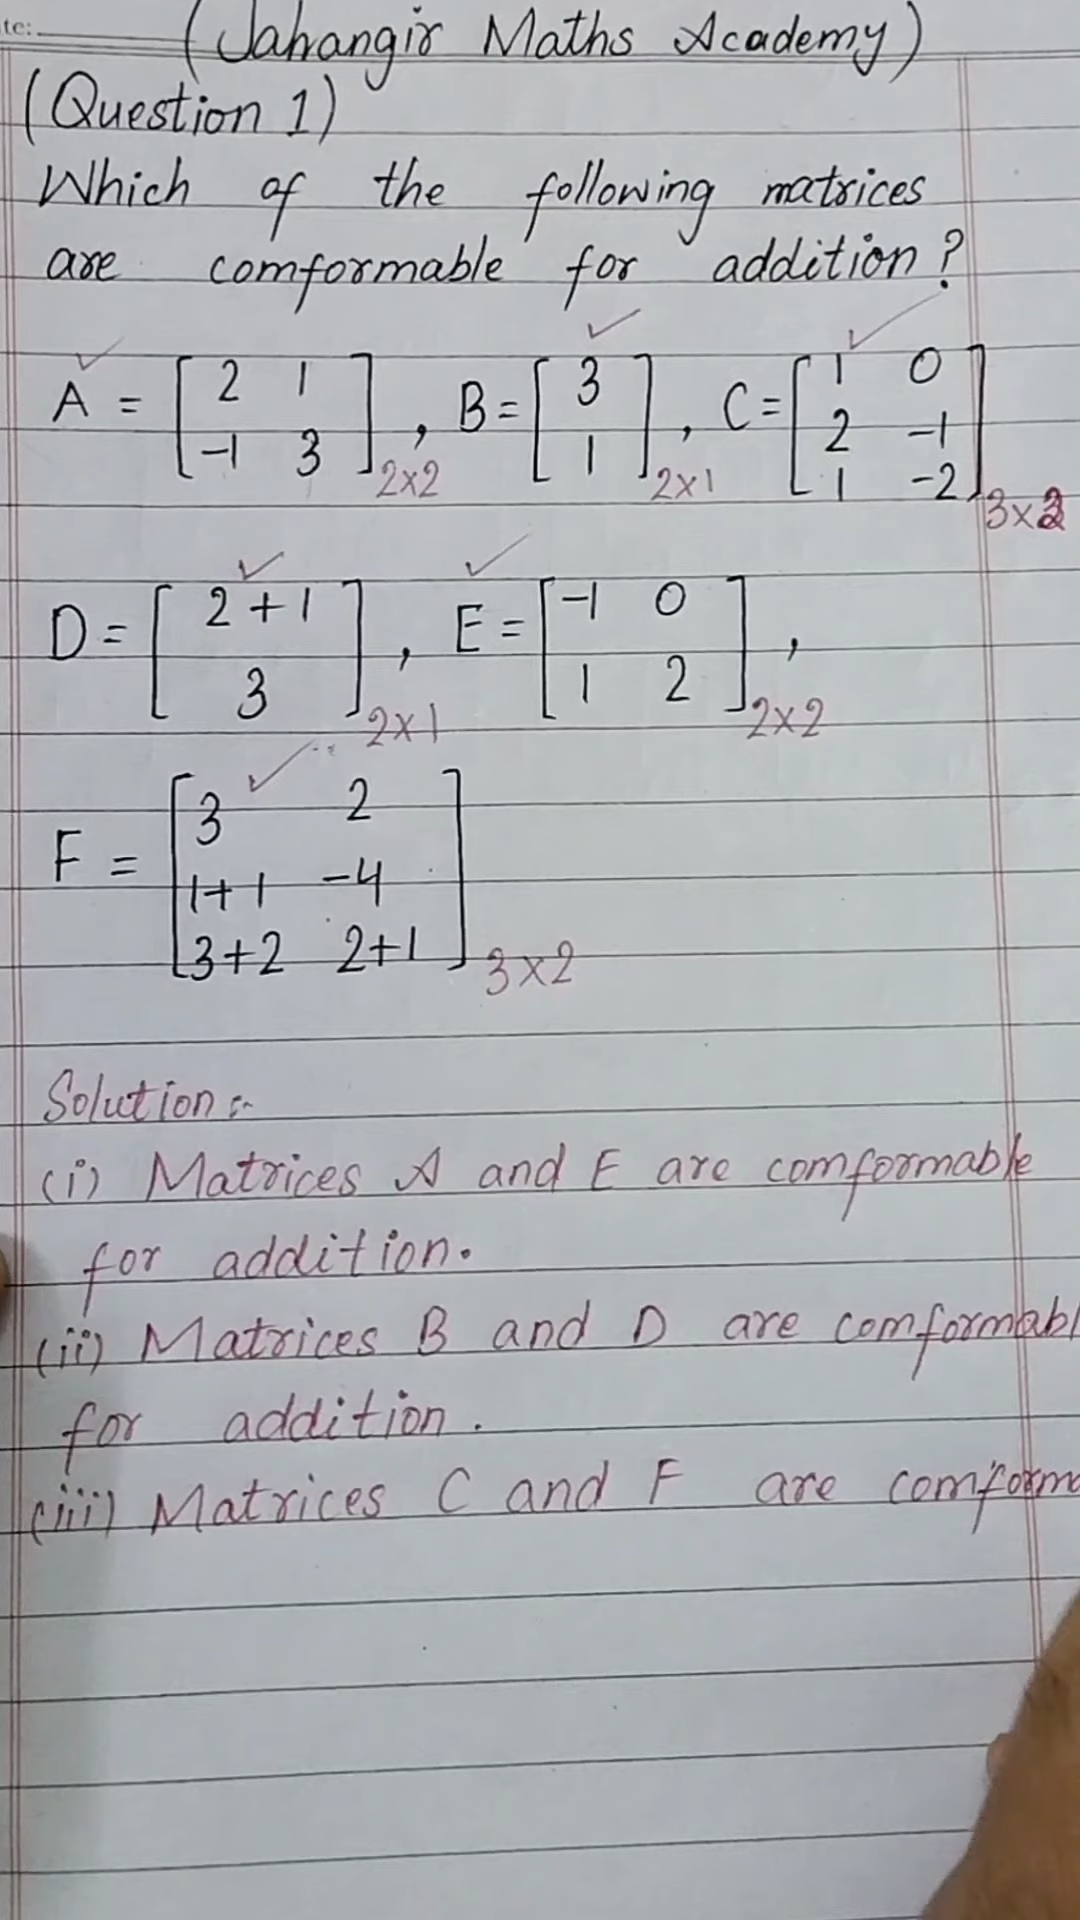 te:
(Jahangir Maths Academy)
(Question 1)
Which of the following matrices
are comformable for addition?
A = [2 1; -1 3] 2×2, B = [3; 1] 2×1, C = [1 0; 2 -1; 1 -2] 3×2
D = [2+1; 3] 2×1, E = [-1 0; 1 2] 2×2,
F = [3 2; 1+1 -4; 3+2 2+1] 3×2
Solution :-
(i) Matrices A and E are comformable
for addition.
(ii) Matrices B and D are comformabl
for addition.
(iii) Matrices C and F are comform